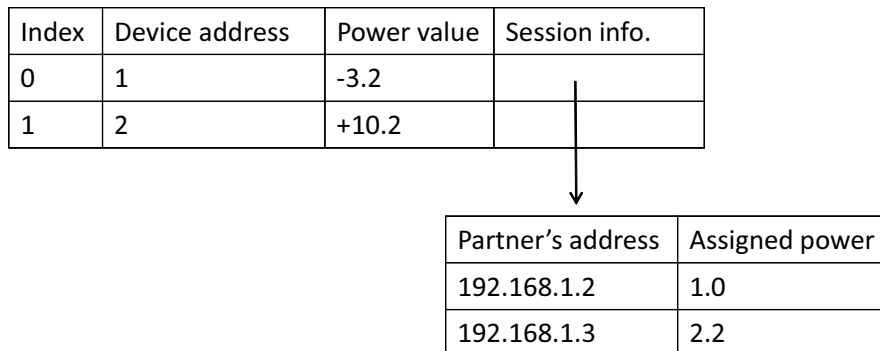 Index Device address Power value Session info.
0 1 -3.2
1 2 +10.2
Partner’s address Assigned power
192.168.1.2 1.0
192.168.1.3 2.2